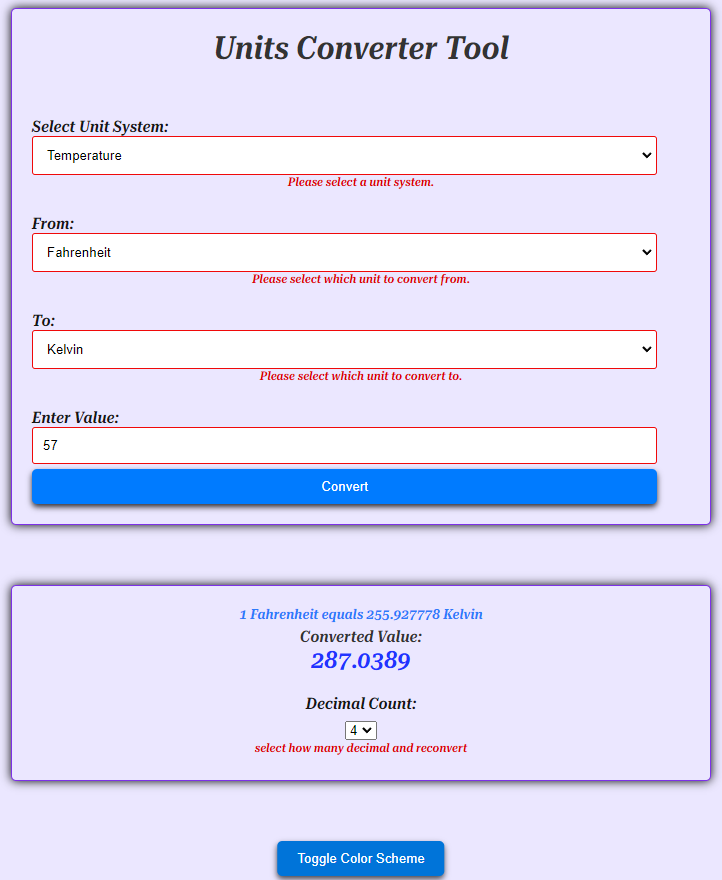 Units Converter Tool
Select Unit System:
Temperature
Please select a unit system.
From:
Fahrenheit
Please select which unit to convert from.
To:
Kelvin
Please select which unit to convert to.
Enter Value:
57
Convert
1 Fahrenheit equals 255.927778 Kelvin
Converted Value:
287.0389
Decimal Count:
4
select how many decimal and reconvert
Toggle Color Scheme